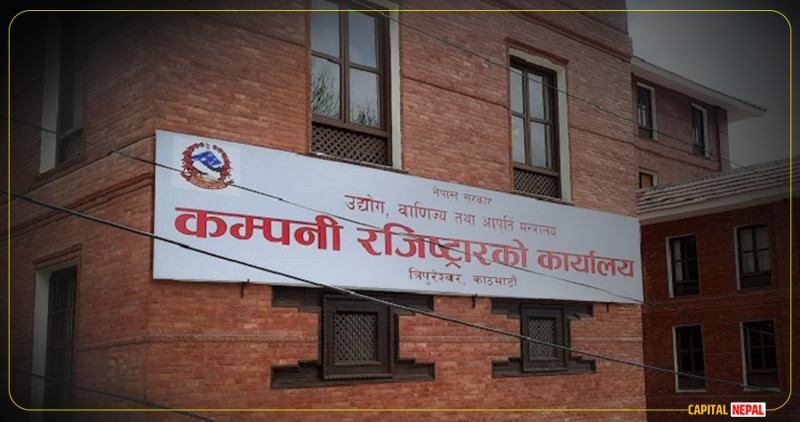 नेपाल सरकार
उद्योग, वाणिज्य तथा आपूर्ति मन्त्रालय
कम्पनी रजिष्ट्रारको कार्यालय
त्रिपुरेश्वर, काठमाडौं
CAPITAL NEPAL